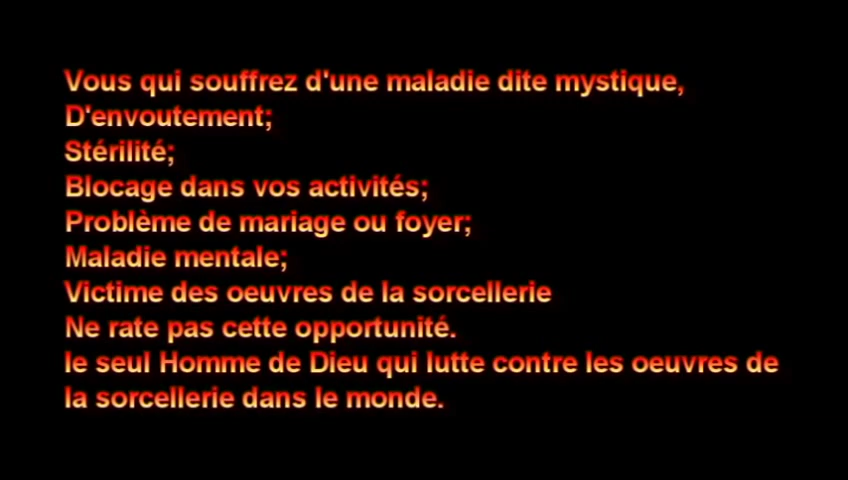 Vous qui souffrez d'une maladie dite mystique,
D'envoutement;
Stérilité;
Blocage dans vos activités;
Problème de mariage ou foyer;
Maladie mentale;
Victime des oeuvres de la sorcellerie
Ne rate pas cette opportunité.
le seul Homme de Dieu qui lutte contre les oeuvres de
la sorcellerie dans le monde.